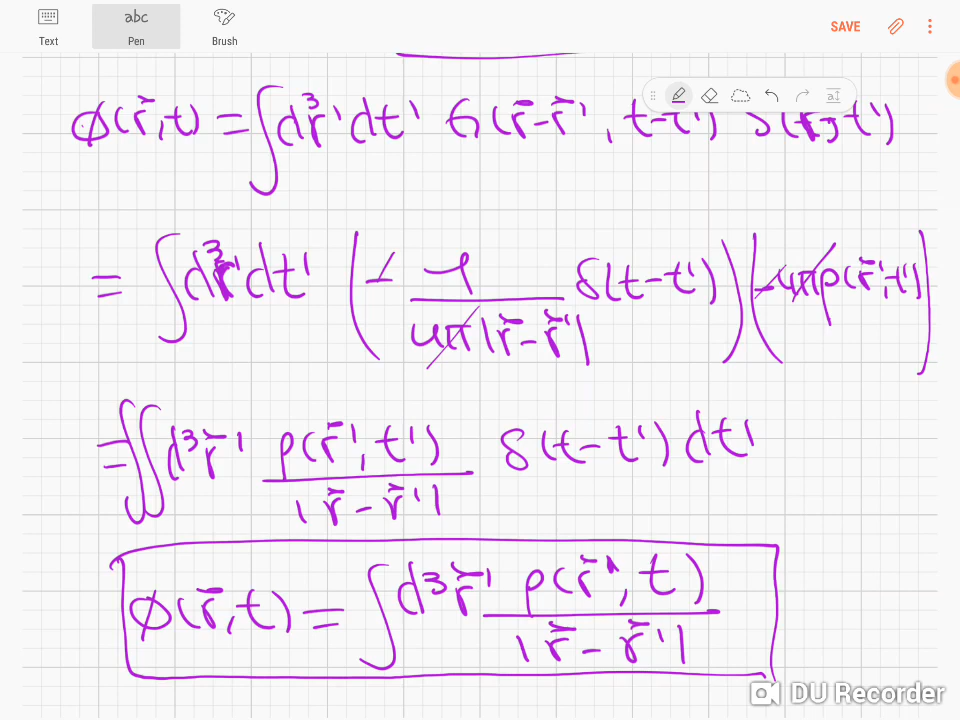 Text Pen abc Brush SAVE
ϕ(r̄,t) = ∫d³r̄' dt' G(r̄-r̄', t-t') S(r̄', t')
= ∫d³r̄' dt' (- 1/(4π|r̄-r̄'|) δ(t-t')) (-4πρ(r̄',t'))
= ∫∫ d³r̄' ρ(r̄',t')/|r̄-r̄'| δ(t-t') dt'
ϕ(r̄,t) = ∫d³r̄' ρ(r̄',t)/|r̄-r̄'|
DU Recorder